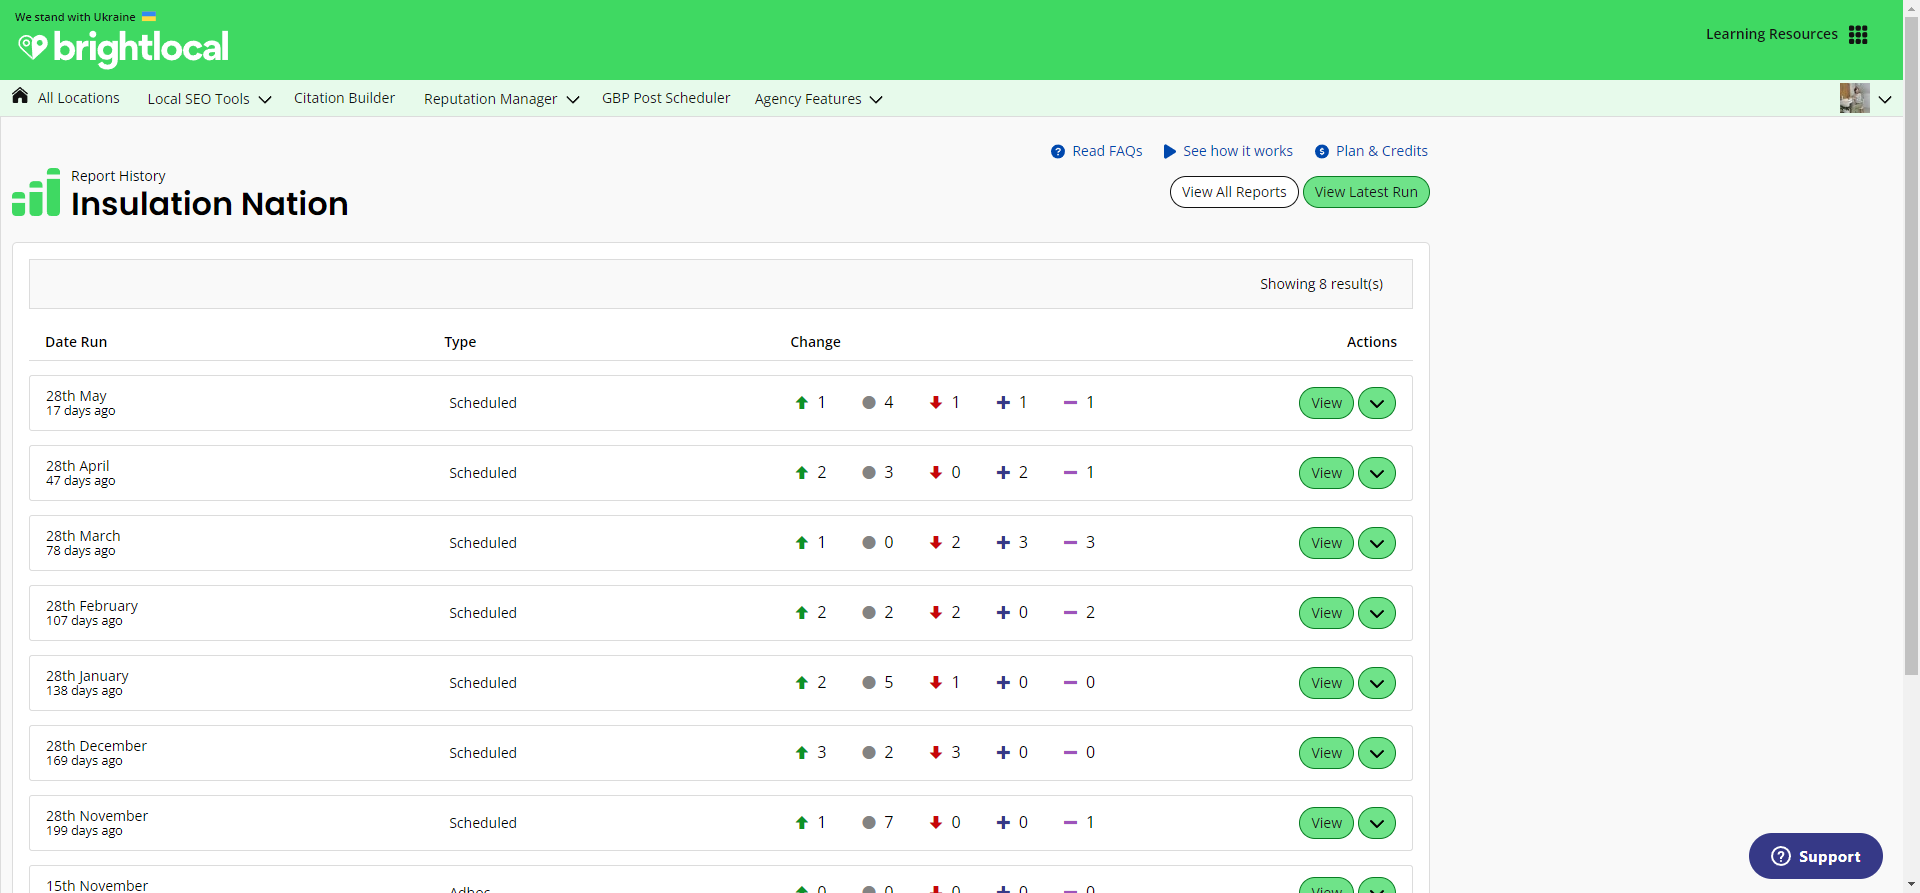 We stand with Ukraine
brightlocal
Learning Resources
All Locations Local SEO Tools Citation Builder Reputation Manager GBP Post Scheduler Agency Features
Read FAQs See how it works Plan & Credits
Report History
Insulation Nation
View All Reports View Latest Run
Showing 8 result(s)
Date Run Type Change Actions
28th May
17 days ago
Scheduled 1 4 1 1 1 View
28th April
47 days ago
Scheduled 2 3 0 2 1 View
28th March
78 days ago
Scheduled 1 0 2 3 3 View
28th February
107 days ago
Scheduled 2 2 2 0 2 View
28th January
138 days ago
Scheduled 2 5 1 0 0 View
28th December
169 days ago
Scheduled 3 2 3 0 0 View
28th November
199 days ago
Scheduled 1 7 0 0 1 View
15th November
Adhoc 0 0 0 0 0 View
Support